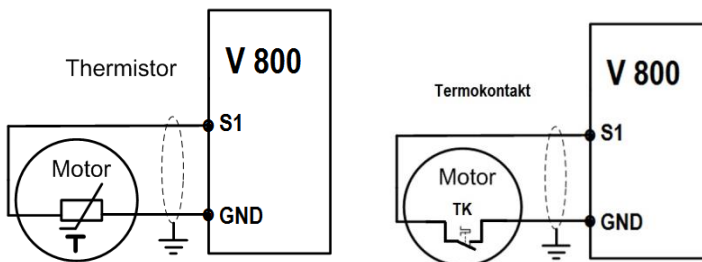 V 800
Thermistor
S1
Motor
T
GND
V 800
Termokontakt
S1
Motor
TK
GND